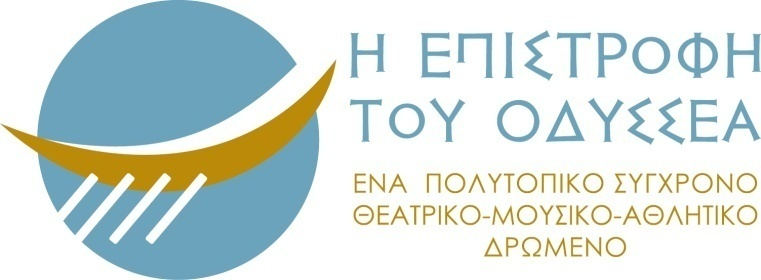 Η ΕΠΙΣΤΡΟΦΗ
ΤΟΥ ΟΔΥΣΣΕΑ
ΕΝΑ ΠΟΛΥΤΟΠΙΚΟ ΣΥΓΧΡΟΝΟ
ΘΕΑΤΡΙΚΟ-ΜΟΥΣΙΚΟ-ΑΘΛΗΤΙΚΟ
ΔΡΩΜΕΝΟ